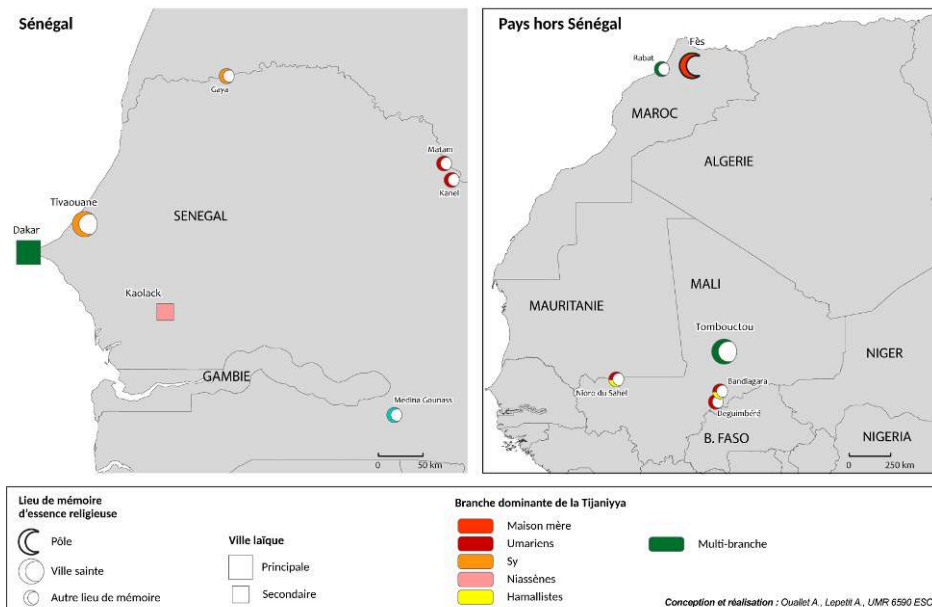 Sénégal
Gaya
Matam
Kanel
Tivaouane
Dakar
SENEGAL
Kaolack
GAMBIE
Medina Gounass
0 50 km
Pays hors Sénégal
Fès
Rabat
MAROC
ALGERIE
MALI
MAURITANIE
Tombouctou
NIGER
Nioro du Sahel
Bandiagara
Deguimbéré
B. FASO
NIGERIA
0 250 km
Lieu de mémoire
d'essence religieuse
Pôle
Ville sainte
Autre lieu de mémoire
Ville laïque
Principale
Secondaire
Branche dominante de la Tijaniyya
Maison mère
Umariens
Sy
Niassènes
Hamallistes
Multi-branche
Conception et réalisation : Ouallet A., Lepetit A., UMR 6590 ESO